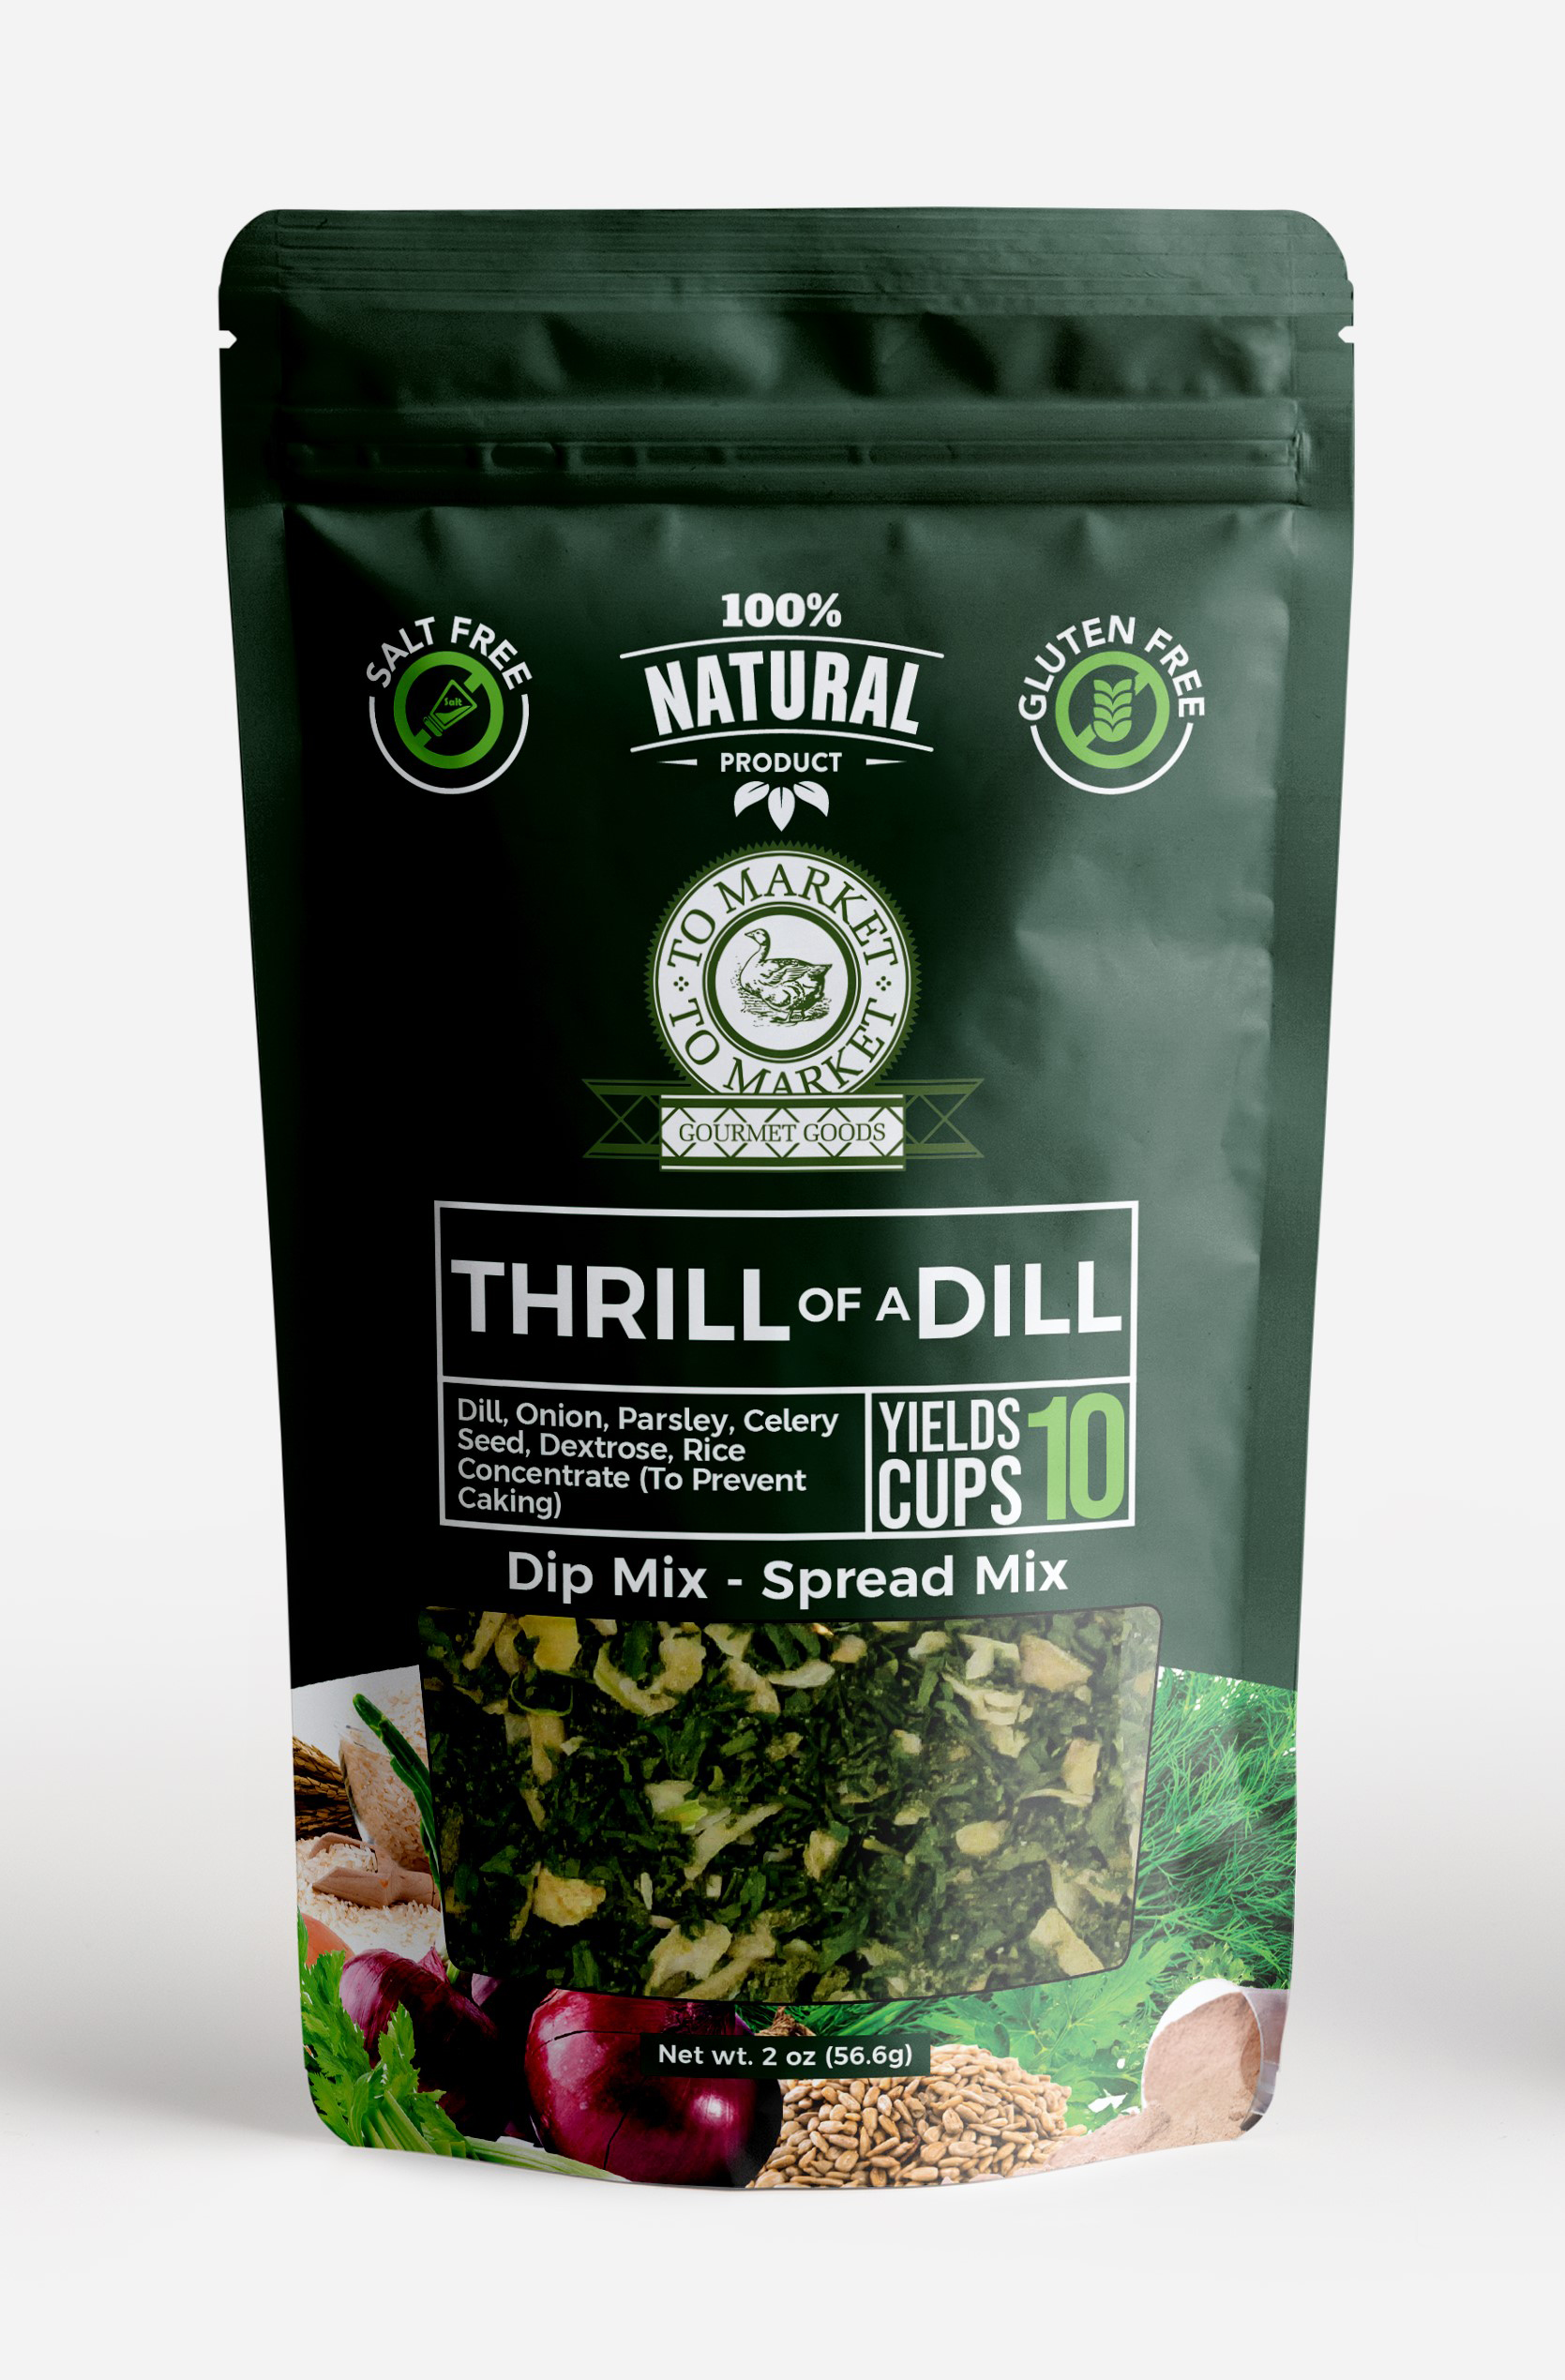 SALT FREE
Salt
100%
NATURAL
PRODUCT
GLUTEN FREE
TO MARKET
TO MARKET
GOURMET GOODS
THRILL OF A DILL
Dill, Onion, Parsley, Celery
Seed, Dextrose, Rice
Concentrate (To Prevent
Caking)
YIELDS
CUPS
10
Dip Mix - Spread Mix
Net wt. 2 oz (56.6g)